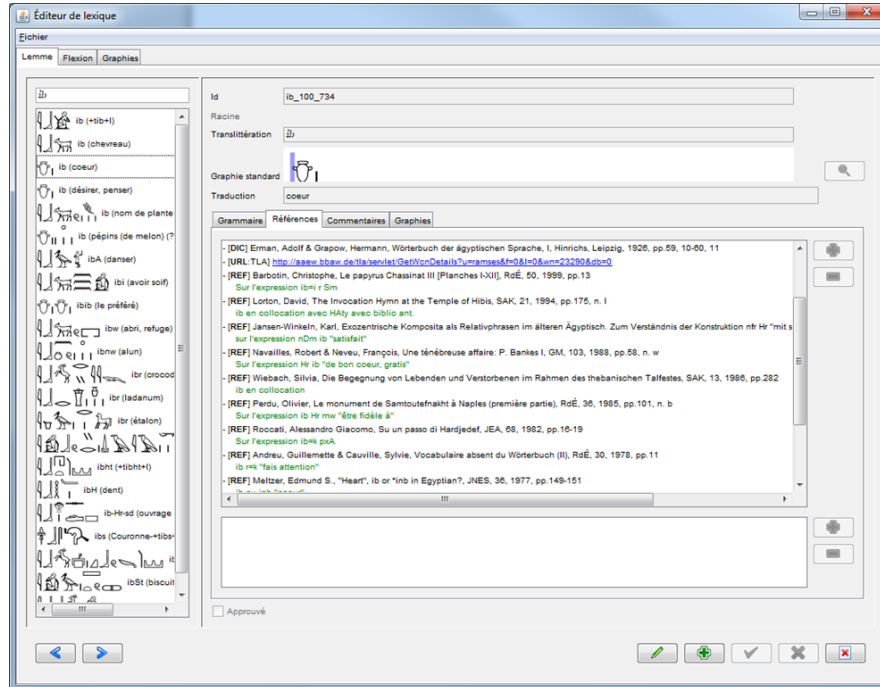 Éditeur de lexique
Fichier
Lemme Flexion Graphies
ib
ib (+tib+l)
ib (chevreau)
ib (coeur)
ib (désirer, penser)
ib (nom de plante
ib (pépins (de melon) (?
ibA (danser)
ibi (avoir soif)
ibib (le préféré)
ibw (abri, refuge)
ibnw (alun)
ibr (crocod
ibr (ladanum)
ibr (étalon)
ibht (+tibht+l)
ibH (dent)
ib-Hr-sd (ouvrage
ibs (Couronne-+tibs-
ib
ibSt (biscuit
Id ib_100_734
Racine
Translittération ib
Graphie standard
Traduction coeur
Grammaire Références Commentaires Graphies
- [DIC] Erman, Adolf & Grapow, Hermann, Wörterbuch der ägyptischen Sprache, I, Hinrichs, Leipzig, 1926, pp.59, 10-60, 11
- [URL:TLA] http://aaew.bbaw.de/tla/servlet/GetWcnDetails?u=ramses&f=0&l=0&wn=23290&db=0
- [REF] Barbotin, Christophe, Le papyrus Chassinat III [Planches I-XII], RdÉ, 50, 1999, pp.13
Sur l'expression ib=i r Sm
- [REF] Lorton, David, The Invocation Hymn at the Temple of Hibis, SAK, 21, 1994, pp.175, n. l
ib en collocation avec HAty avec biblio ant.
- [REF] Jansen-Winkeln, Karl, Exozentrische Komposita als Relativphrasen im älteren Ägyptisch. Zum Verständnis der Konstruktion nfr Hr "mit s
sur l'expression nDm ib "satisfait"
- [REF] Navailles, Robert & Neveu, François, Une ténébreuse affaire: P. Bankes I, GM, 103, 1988, pp.58, n. w
Sur l'expression Hr ib "de bon coeur, gratis"
- [REF] Wiebach, Silvia, Die Begegnung von Lebenden und Verstorbenen im Rahmen des thebanischen Talfestes, SAK, 13, 1986, pp.282
ib en collocation
- [REF] Perdu, Olivier, Le monument de Samtoutefnakht à Naples (première partie), RdÉ, 36, 1985, pp.101, n. b
Sur l'expression ib Hr mw "être fidèle à"
- [REF] Roccati, Alessandro Giacomo, Su un passo di Hardjedef, JEA, 68, 1982, pp.16-19
Sur l'expression ib=k pxA
- [REF] Andreu, Guillemette & Cauville, Sylvie, Vocabulaire absent du Wörterbuch (II), RdÉ, 30, 1978, pp.11
ib r=k "fais attention"
- [REF] Meltzer, Edmund S., "Heart", ib or *inb in Egyptian?, JNES, 36, 1977, pp.149-151
Approuvé